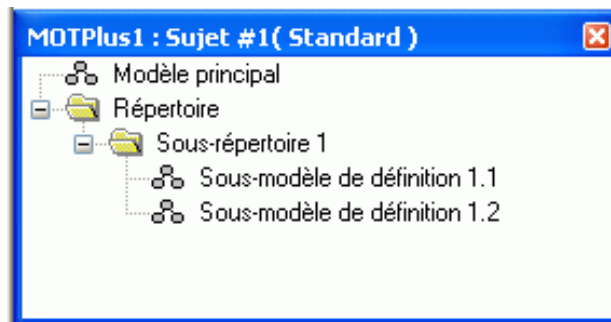 MOTPlus1 : Sujet #1( Standard )
Modèle principal
Répertoire
Sous-répertoire 1
Sous-modèle de définition 1.1
Sous-modèle de définition 1.2